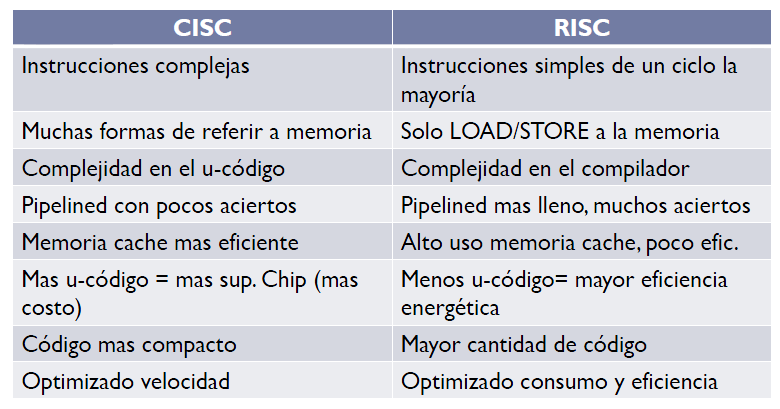 CISC
RISC
Instrucciones complejas
Instrucciones simples de un ciclo la
mayoría
Muchas formas de referir a memoria
Solo LOAD/STORE a la memoria
Complejidad en el u-código
Complejidad en el compilador
Pipelined con pocos aciertos
Pipelined mas lleno, muchos aciertos
Memoria cache mas eficiente
Alto uso memoria cache, poco efic.
Mas u-código = mas sup. Chip (mas
costo)
Menos u-código= mayor eficiencia
energética
Código mas compacto
Mayor cantidad de código
Optimizado velocidad
Optimizado consumo y eficiencia